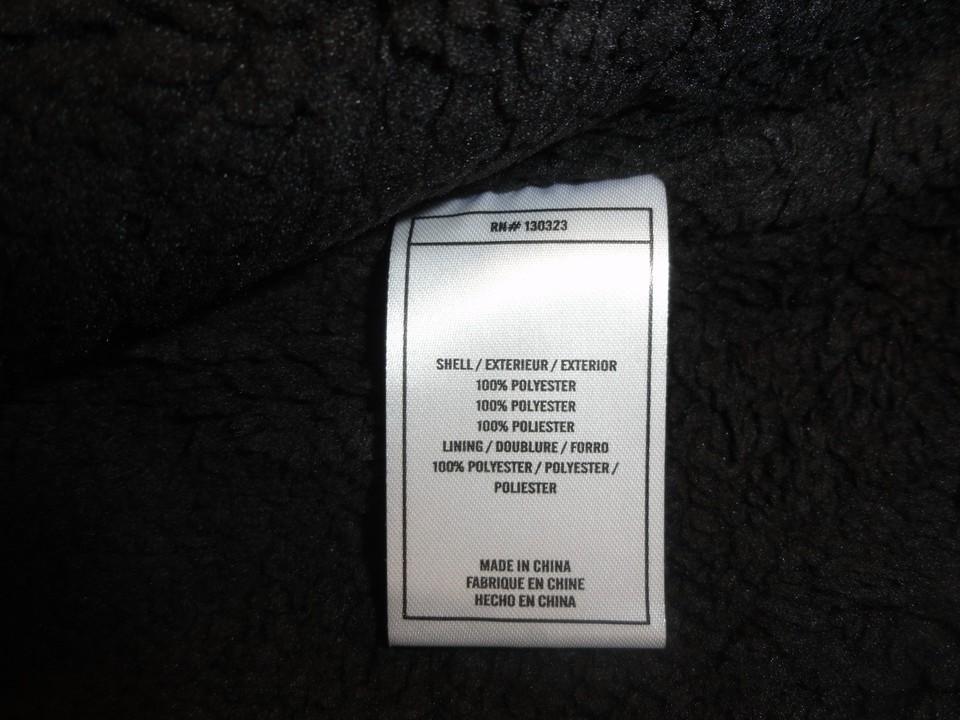 RN# 130323
SHELL / EXTERIEUR / EXTERIOR
100% POLYESTER
100% POLYESTER
100% POLIESTER
LINING / DOUBLURE / FORRO
100% POLYESTER / POLYESTER /
POLIESTER
MADE IN CHINA
FABRIQUE EN CHINE
HECHO EN CHINA